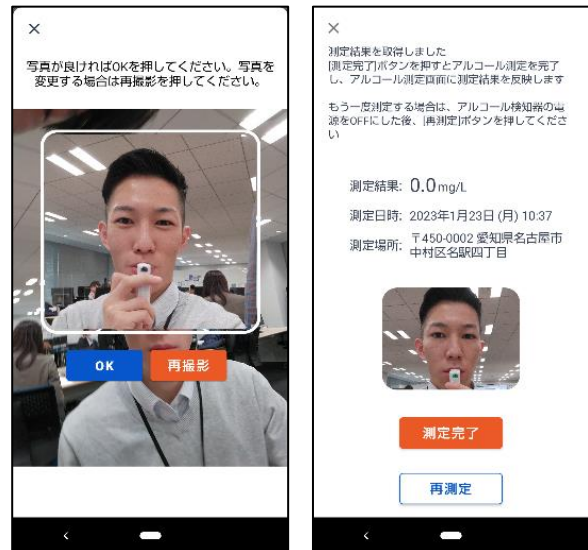 ×
写真が良ければOKを押してください。写真を
変更する場合は再撮影を押してください。
OK
再撮影
×
測定結果を取得しました
[測定完了]ボタンを押すとアルコール測定を完了
し、アルコール測定画面に測定結果を反映します
もう一度測定する場合は、アルコール検知器の電
源をOFFにした後、[再測定]ボタンを押してくださ
い
測定結果: 0.0 mg/L
測定日時: 2023年1月23日 (月) 10:37
測定場所: 〒450-0002 愛知県名古屋市
中村区名駅四丁目
測定完了
再測定